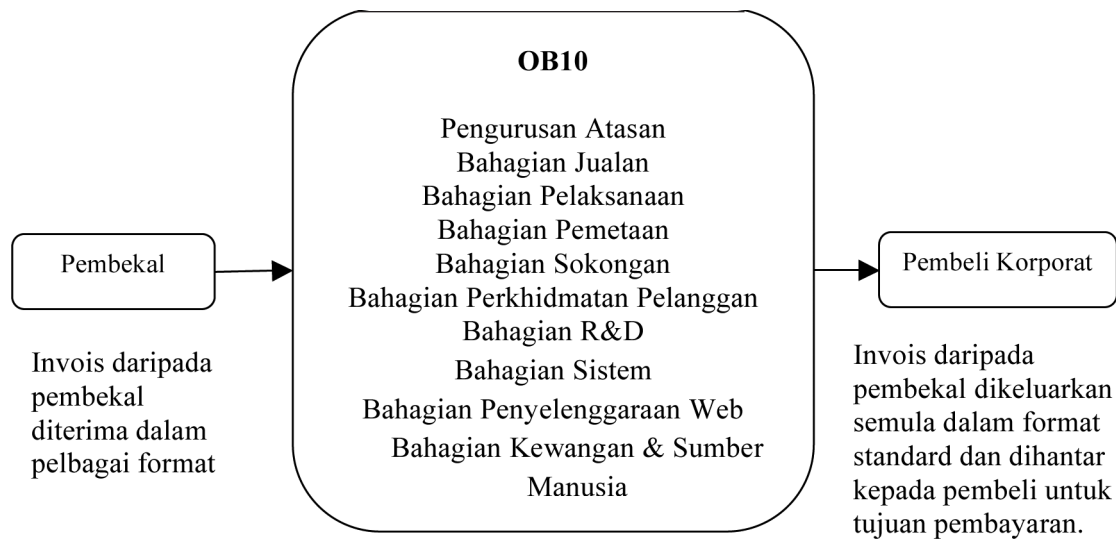 OB10
Pengurusan Atasan
Bahagian Jualan
Bahagian Pelaksanaan
Bahagian Pemetaan
Bahagian Sokongan
Bahagian Perkhidmatan Pelanggan
Bahagian R&D
Bahagian Sistem
Bahagian Penyelenggaraan Web
Bahagian Kewangan & Sumber
Manusia
Pembekal
Invois daripada
pembekal
diterima dalam
pelbagai format
Pembeli Korporat
Invois daripada
pembekal dikeluarkan
semula dalam format
standard dan dihantar
kepada pembeli untuk
tujuan pembayaran.